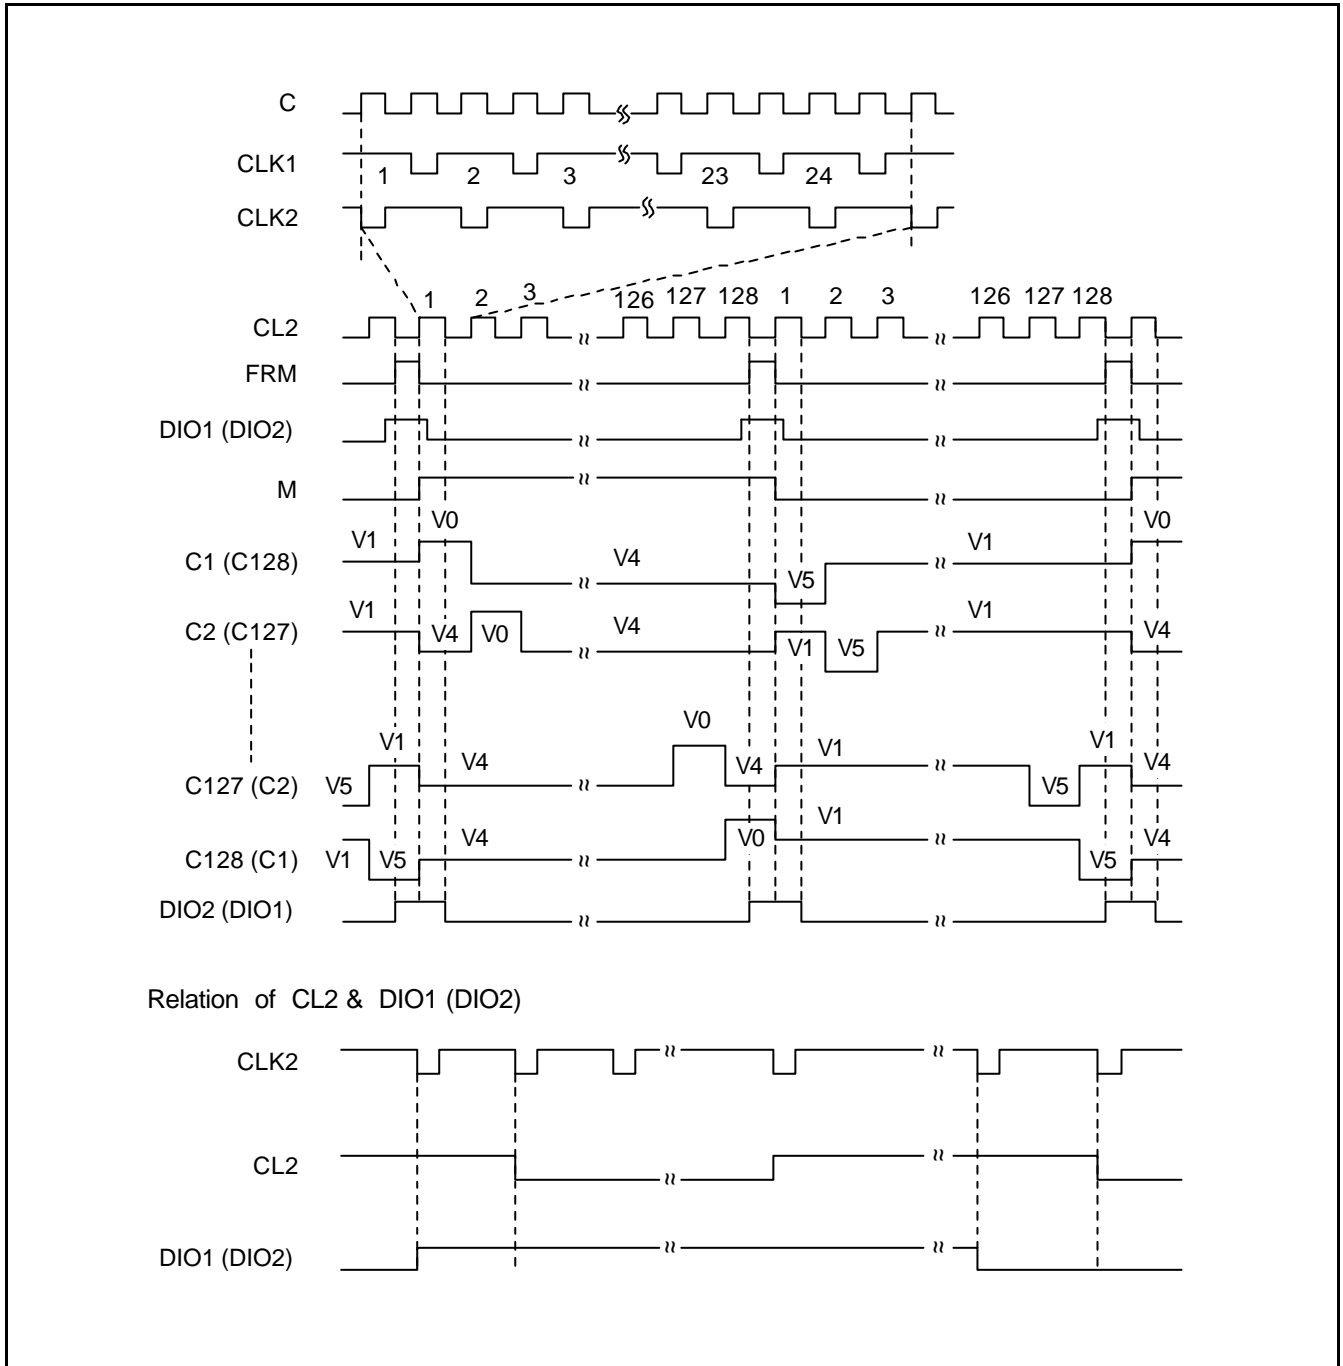 C
CLK1
1 2 3 23 24
CLK2
1 2 3 126 127 128 1 2 3 126 127 128
CL2
FRM
DIO1 (DIO2)
M
V0 V0
V1 V4 V1
C1 (C128)
V5
V1 V4 V1
C2 (C127) V4 V0 V1 V5 V4
V0
V1 V4 V1 V1
C127 (C2) V5 V4 V5 V4
V4 V0 V1 V4
C128 (C1) V1 V5 V5
DIO2 (DIO1)
Relation of CL2 & DIO1 (DIO2)
CLK2
CL2
DIO1 (DIO2)